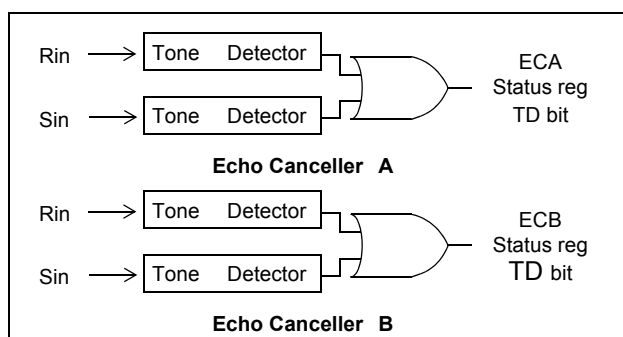 Rin Tone Detector
ECA
Status reg
TD bit
Sin Tone Detector
Echo Canceller A
Rin Tone Detector
ECB
Status reg
TD bit
Sin Tone Detector
Echo Canceller B